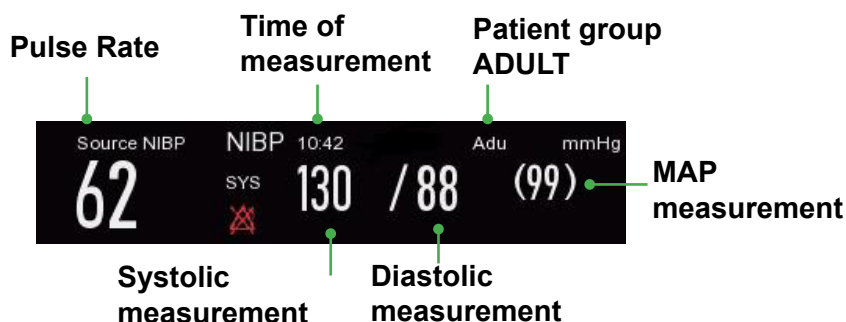 Pulse Rate
Time of
measurement
Patient group
ADULT
Source NIBP
NIBP 10:42
Adu
mmHg
62
SYS
130
/ 88
(99)
MAP
measurement
Systolic
measurement
Diastolic
measurement